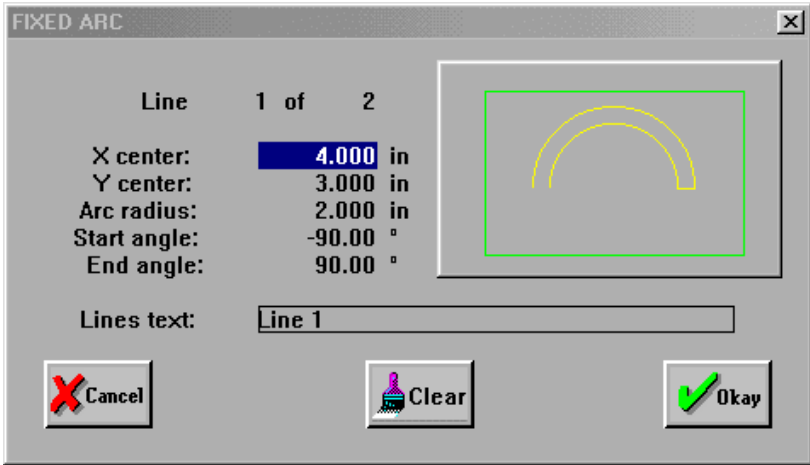 FIXED ARC
Line 1 of 2
X center: 4.000 in
Y center: 3.000 in
Arc radius: 2.000 in
Start angle: -90.00 °
End angle: 90.00 °
Lines text: Line 1
Cancel Clear Okay